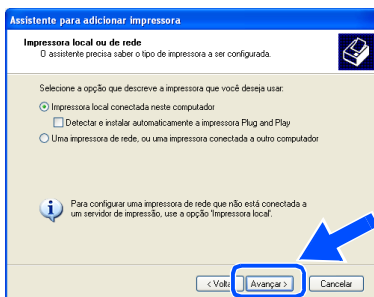 Assistente para adicionar impressora
Impressora local ou de rede
O assistente precisa saber o tipo de impressora a ser configurada.
Selecione a opção que descreve a impressora que você deseja usar:
Impressora local conectada neste computador
Detectar e instalar automaticamente a impressora Plug and Play
Uma impressora de rede, ou uma impressora conectada a outro computador
Para configurar uma impressora de rede que não está conectada a
um servidor de impressão, use a opção 'Impressora local'.
< Volta Avançar > Cancelar